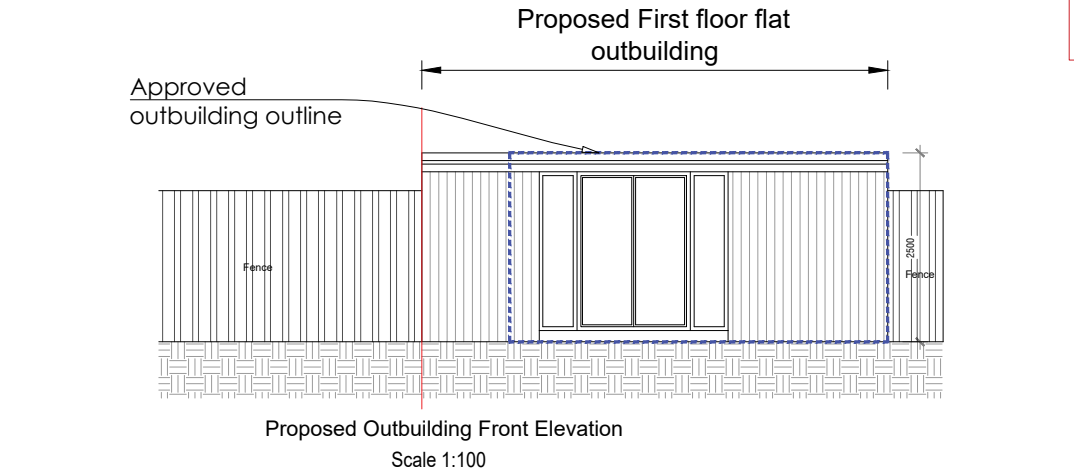 Proposed First floor flat
outbuilding
Approved
outbuilding outline
Fence
2500
Fence
Proposed Outbuilding Front Elevation
Scale 1:100